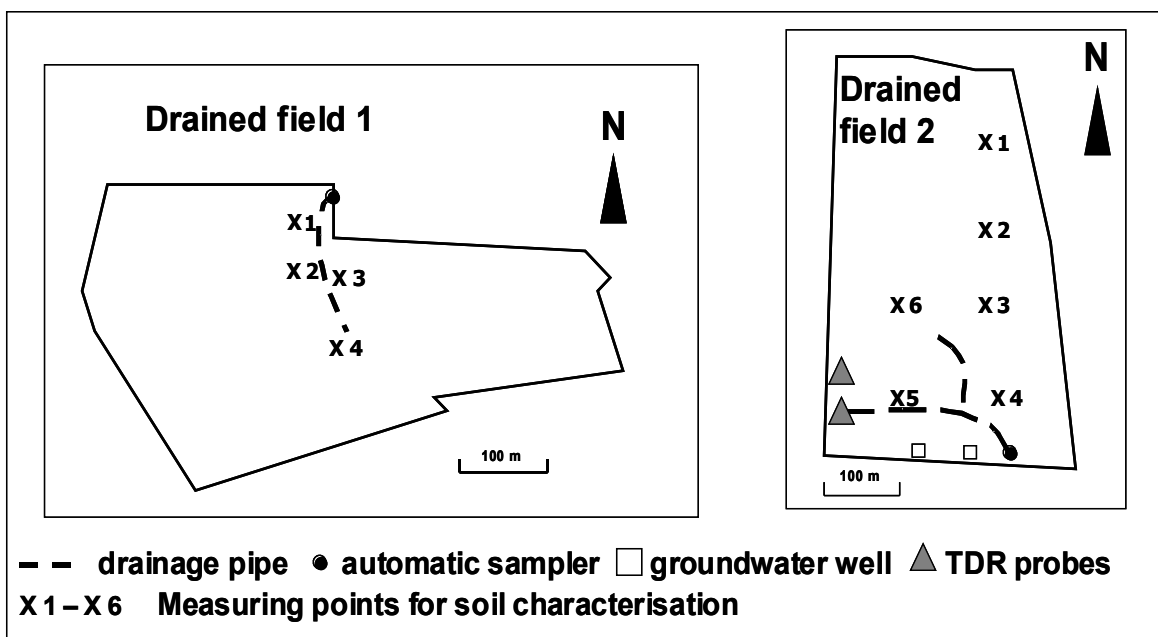 Drained field 1
N
X1
X2
X3
X4
100 m
Drained
field 2
N
X1
X2
X6
X3
X5
X4
100 m
drainage pipe automatic sampler groundwater well TDR probes
X1–X6 Measuring points for soil characterisation